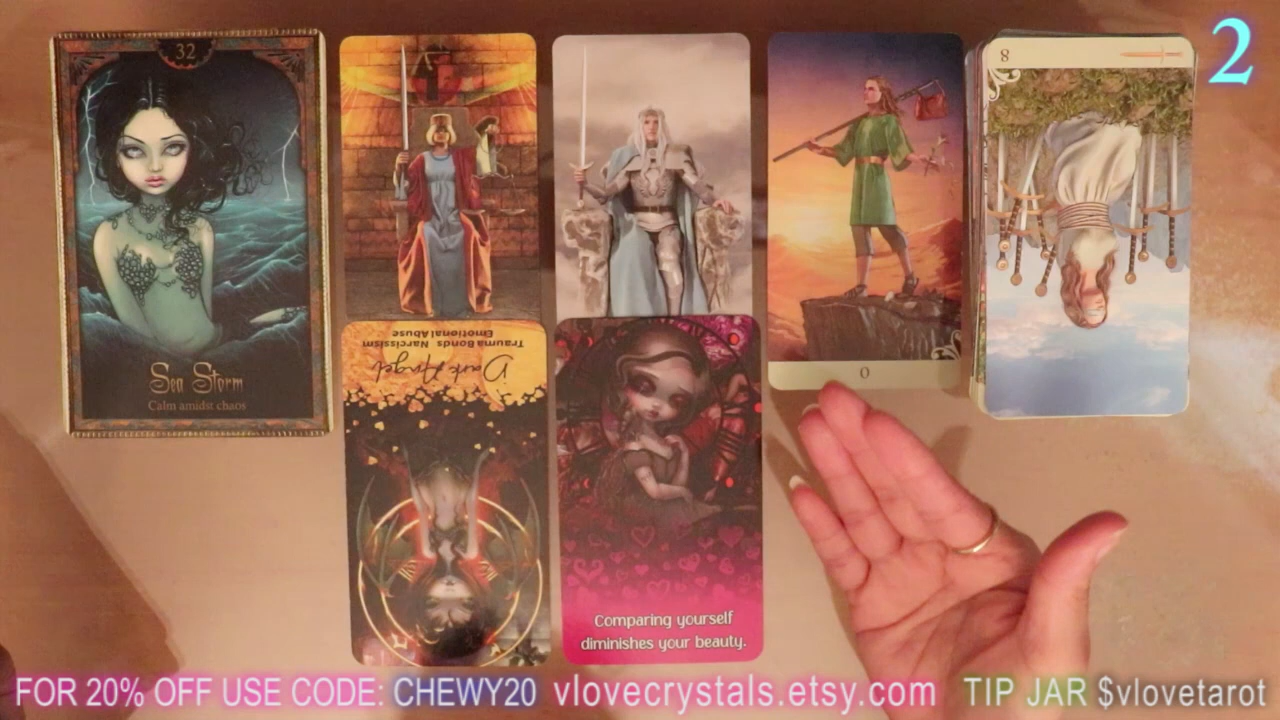 32
Sea Storm
Calm amidst chaos
Dark Angel
Trauma Bonds Narcissism
Emotional Abuse
Comparing yourself
diminishes your beauty.
0
8
2
FOR 20% OFF USE CODE: CHEWY20 vlovecrystals.etsy.com TIP JAR $vlovetarot